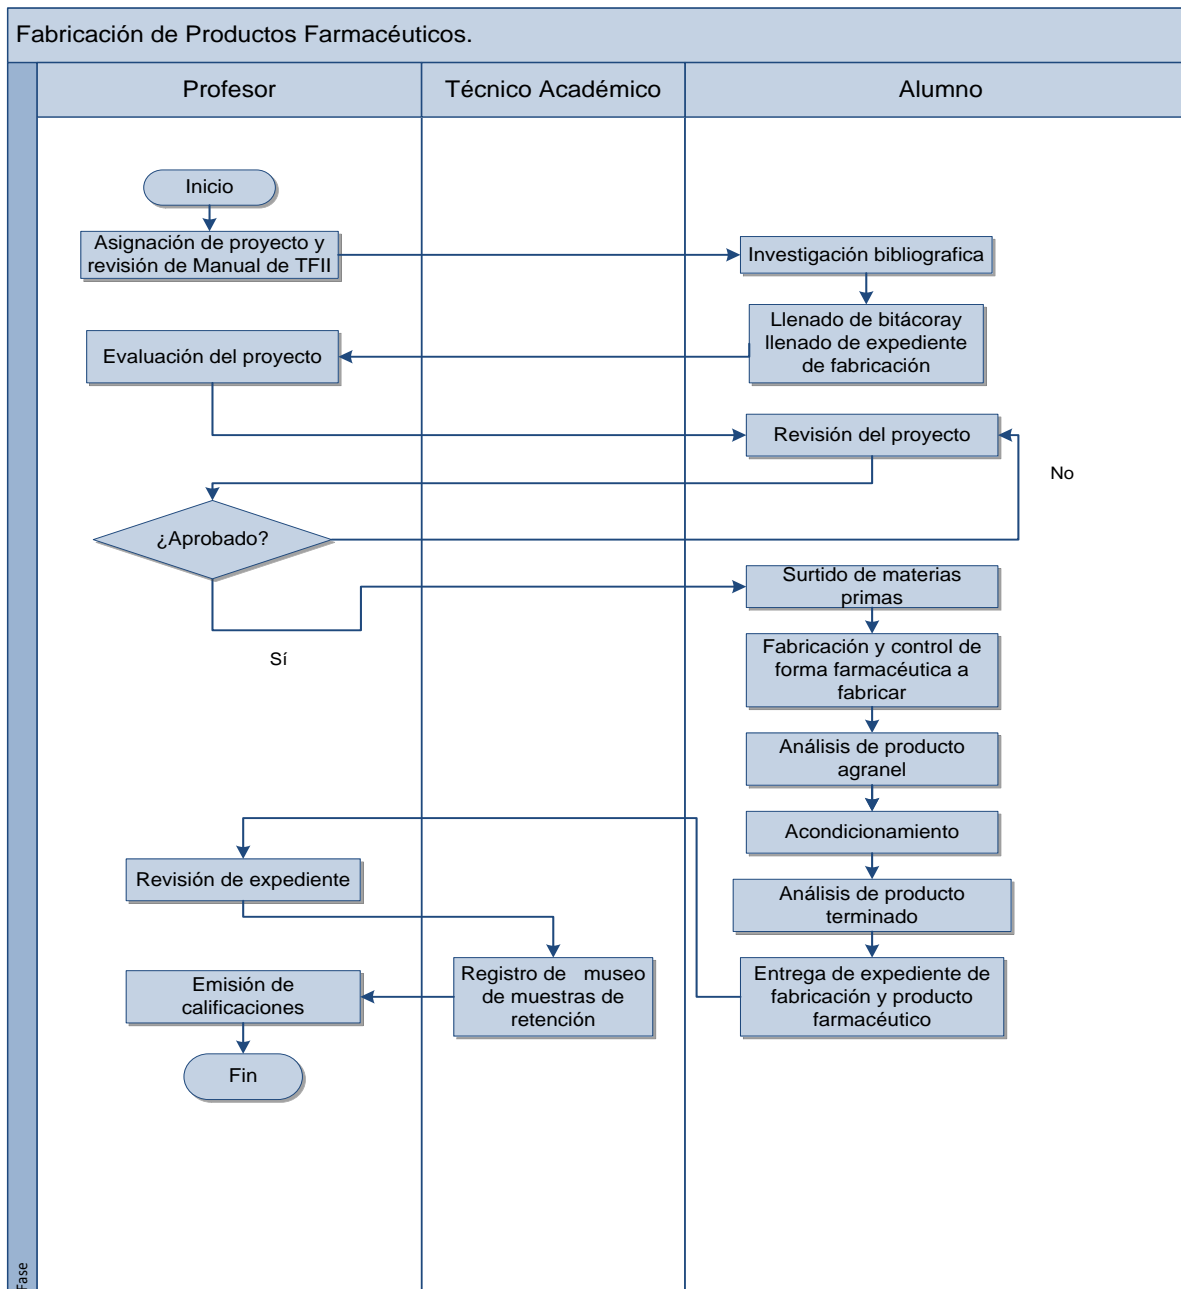 Fabricación de Productos Farmacéuticos.
Profesor
Técnico Académico
Alumno
Inicio
Asignación de proyecto y
revisión de Manual de TFII
Investigación bibliografica
Llenado de bitácoray
llenado de expediente
de fabricación
Evaluación del proyecto
Revisión del proyecto
No
¿Aprobado?
Sí
Surtido de materias
primas
Fabricación y control de
forma farmacéutica a
fabricar
Análisis de producto
agranel
Acondicionamiento
Revisión de expediente
Análisis de producto
terminado
Entrega de expediente de
fabricación y producto
farmacéutico
Registro de museo
de muestras de
retención
Emisión de
calificaciones
Fin
Fase